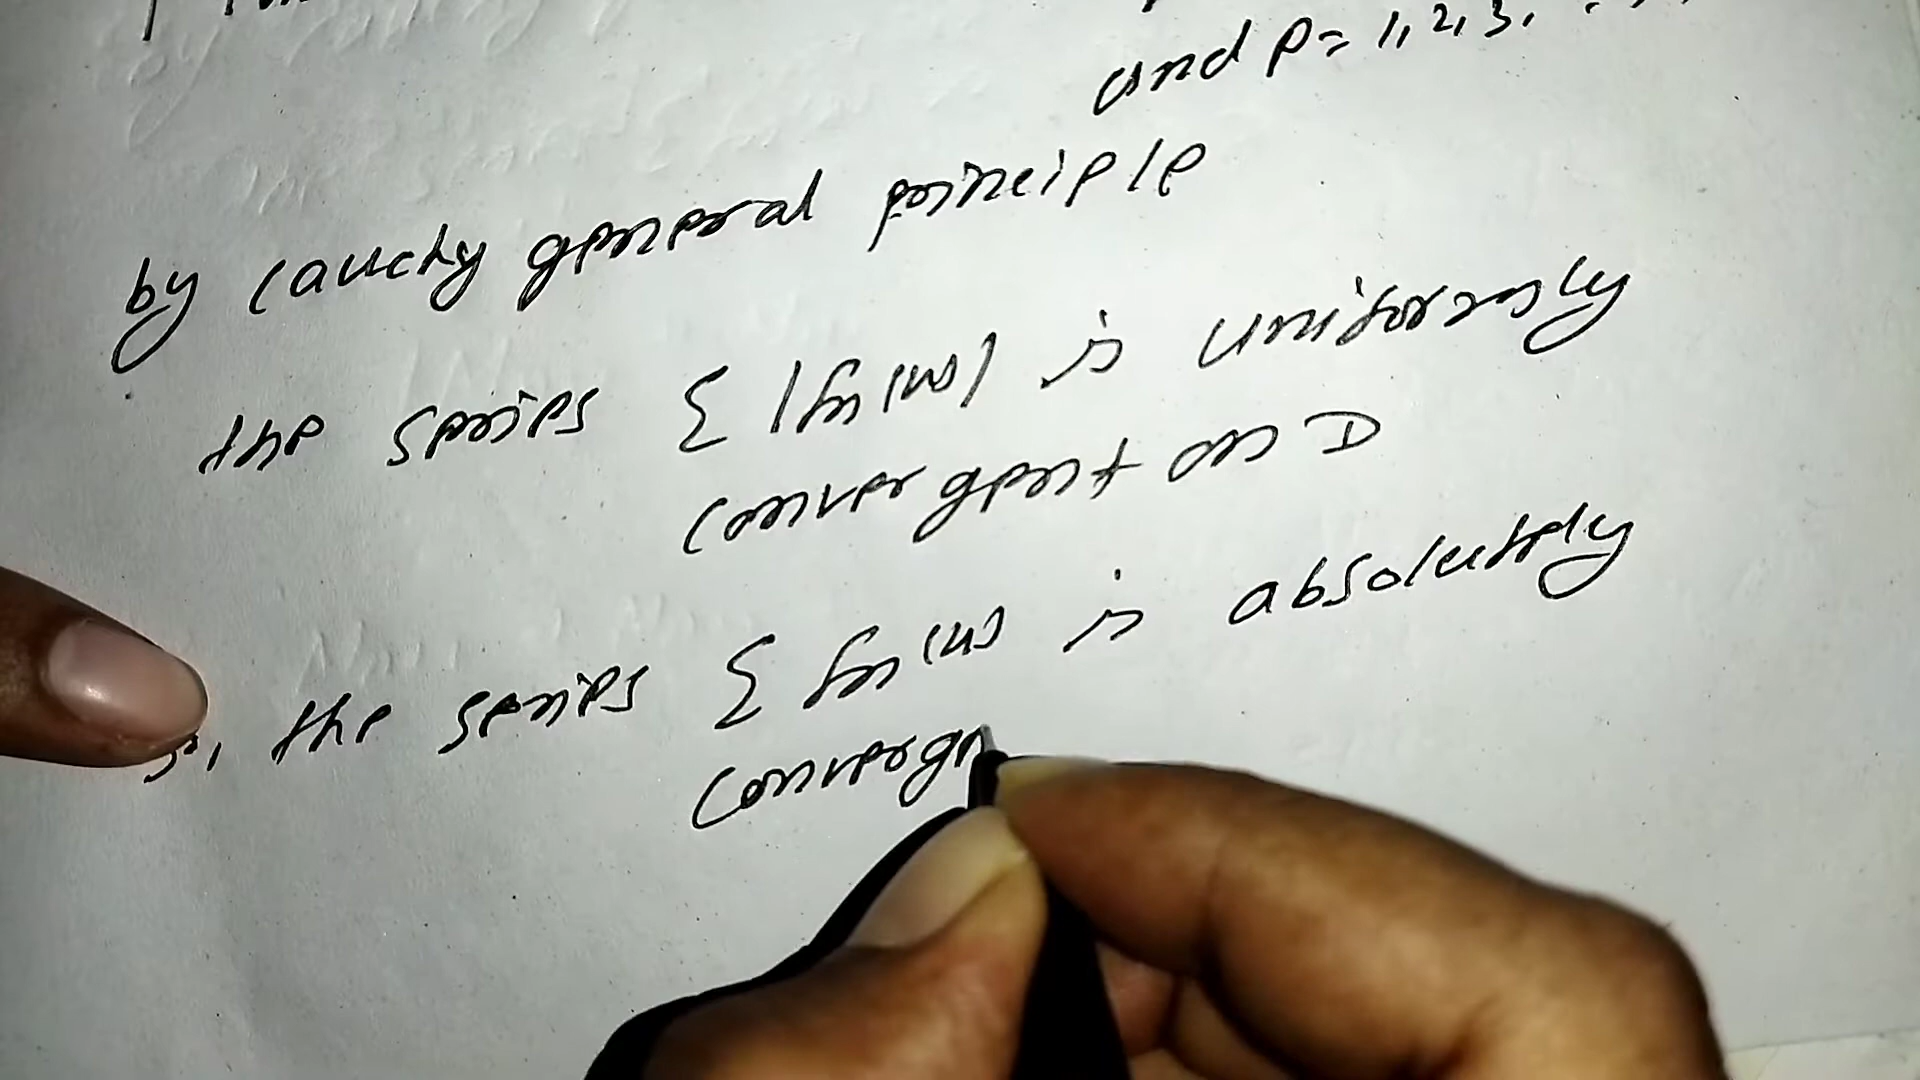 and p = 1, 2, 3, . . .
by cauchy general principle
the series Σ |fn(x)| is uniformly
convergent on D
so, the series Σ fn(x) is absolutely
converge